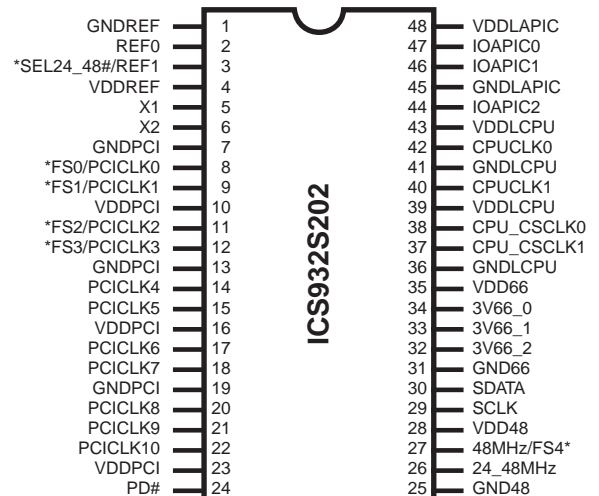 GNDREF 1 48 VDDLAPIC
REF0 2 47 IOAPIC0
*SEL24_48#/REF1 3 46 IOAPIC1
VDDREF 4 45 GNDLAPIC
X1 5 44 IOAPIC2
X2 6 43 VDDLCPU
GNDPCI 7 42 CPUCLK0
*FS0/PCICLK0 8 41 GNDLCPU
*FS1/PCICLK1 9 40 CPUCLK1
VDDPCI 10 39 VDDLCPU
*FS2/PCICLK2 11 38 CPU_CSCLK0
*FS3/PCICLK3 12 37 CPU_CSCLK1
GNDPCI 13 36 GNDLCPU
PCICLK4 14 35 VDD66
PCICLK5 15 34 3V66_0
VDDPCI 16 33 3V66_1
PCICLK6 17 32 3V66_2
PCICLK7 18 31 GND66
GNDPCI 19 30 SDATA
PCICLK8 20 29 SCLK
PCICLK9 21 28 VDD48
PCICLK10 22 27 48MHz/FS4*
VDDPCI 23 26 24_48MHz
PD# 24 25 GND48
ICS932S202